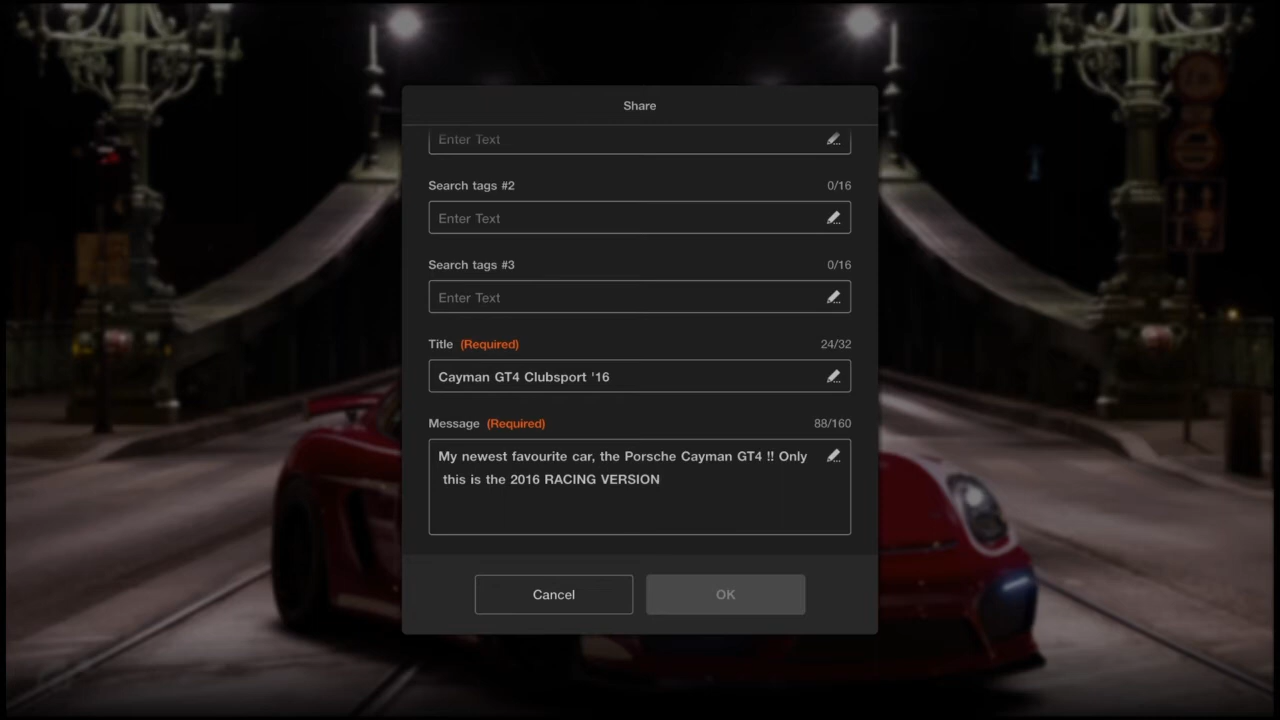 Share
Enter Text
Search tags #2 0/16
Enter Text
Search tags #3 0/16
Enter Text
Title (Required) 24/32
Cayman GT4 Clubsport '16
Message (Required) 88/160
My newest favourite car, the Porsche Cayman GT4 !! Only
this is the 2016 RACING VERSION
Cancel OK